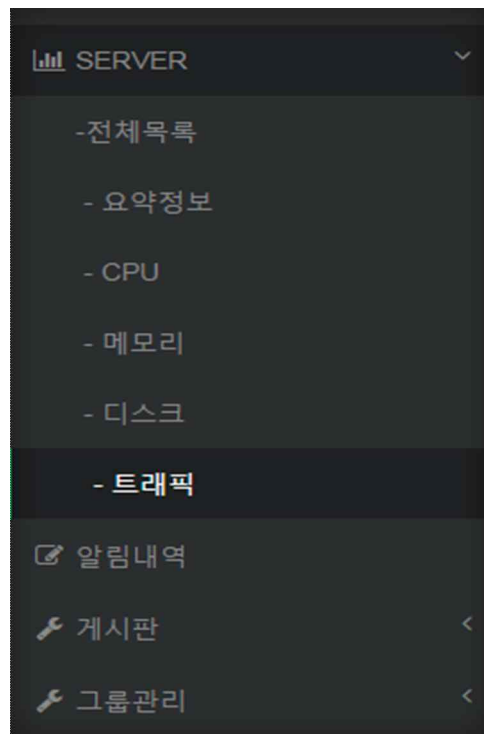 SERVER
-전체목록
- 요약정보
- CPU
- 메모리
- 디스크
- 트래픽
알림내역
게시판
그룹관리